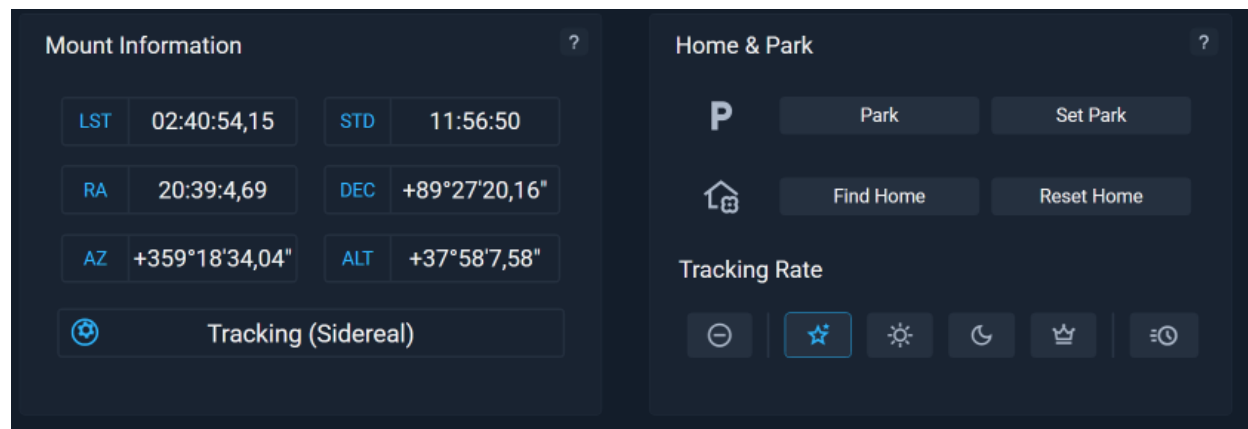 Mount Information ?
LST 02:40:54,15 STD 11:56:50
RA 20:39:4,69 DEC +89°27'20,16"
AZ +359°18'34,04" ALT +37°58'7,58"
Tracking (Sidereal)
Home & Park ?
P Park Set Park
Find Home Reset Home
Tracking Rate